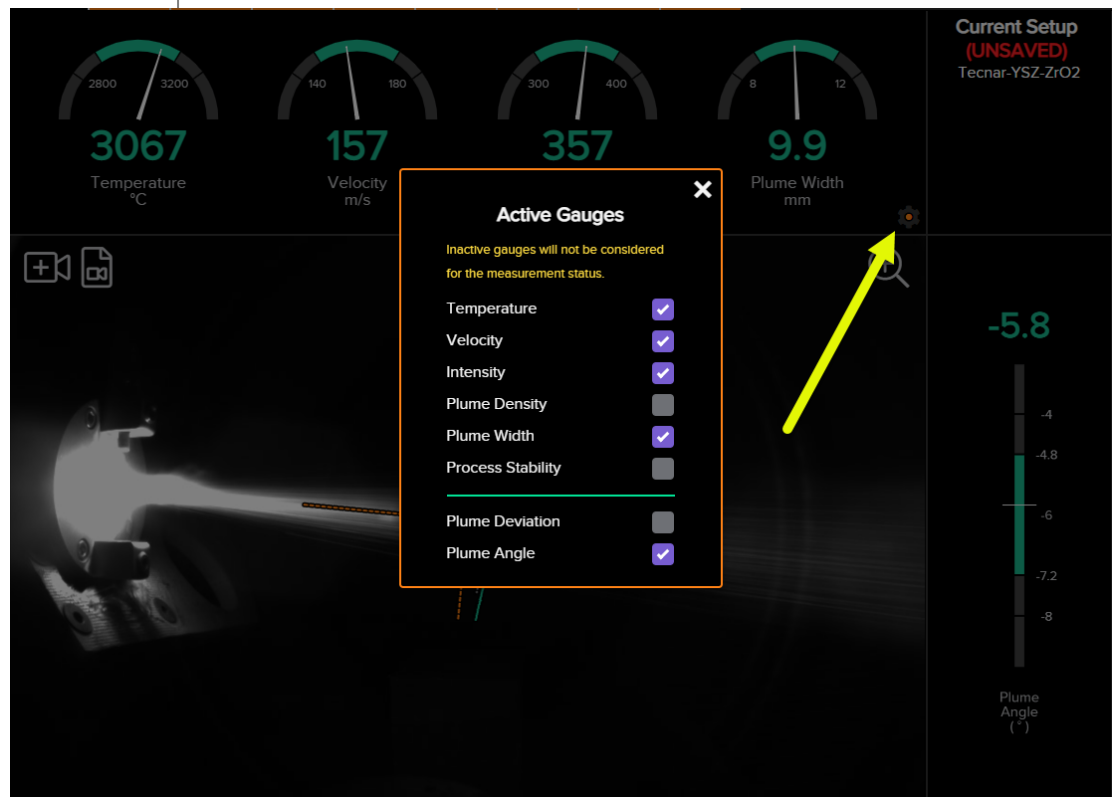 Current Setup
(UNSAVED)
Tecnar-YSZ-ZrO2
2800
3200
140
180
300
400
8
12
3067
157
357
9.9
Temperature
°C
Velocity
m/s
Plume Width
mm
Active Gauges
Inactive gauges will not be considered
for the measurement status.
Temperature
Velocity
Intensity
Plume Density
Plume Width
Process Stability
Plume Deviation
Plume Angle
-5.8
-4
-4.8
-6
-7.2
-8
Plume
Angle
(°)